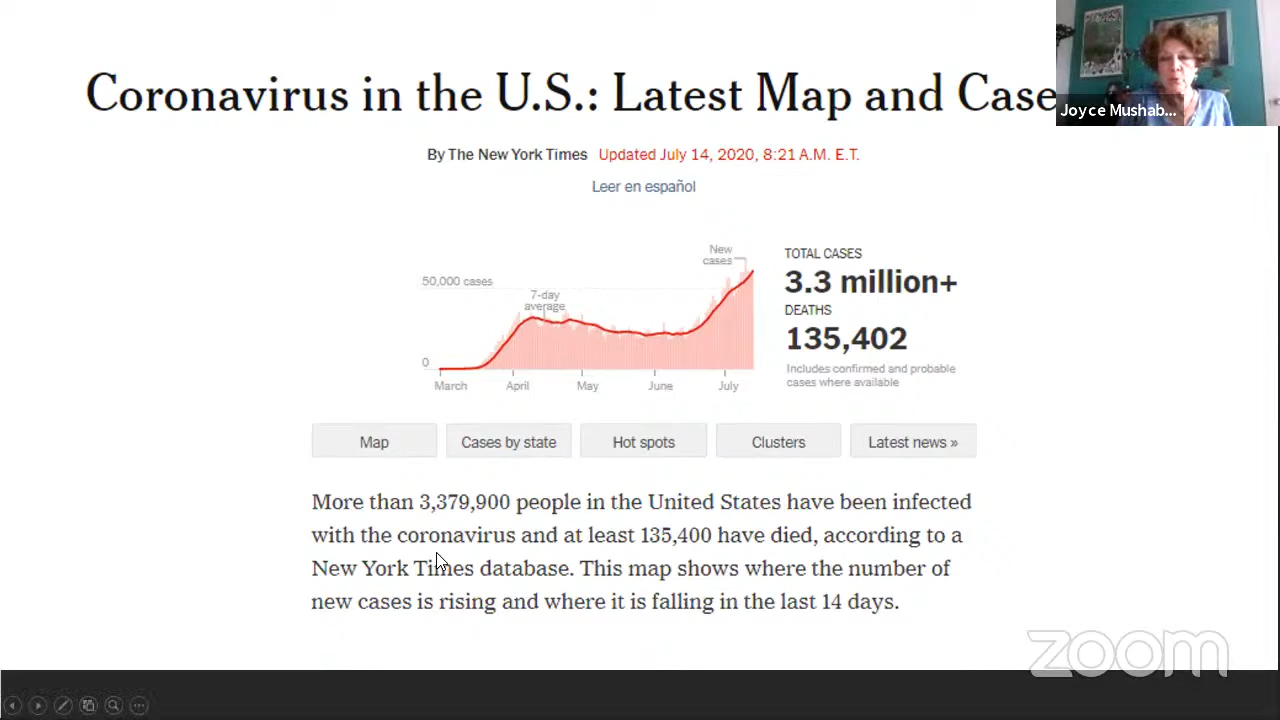 Coronavirus in the U.S.: Latest Map and Case
Joyce Mushab...
By The New York Times Updated July 14, 2020, 8:21 A.M. E.T.
Leer en español
New
cases
50,000 cases
7-day
average
0
March April May June July
TOTAL CASES
3.3 million+
DEATHS
135,402
Includes confirmed and probable
cases where available
Map Cases by state Hot spots Clusters Latest news »
More than 3,379,900 people in the United States have been infected
with the coronavirus and at least 135,400 have died, according to a
New York Times database. This map shows where the number of
new cases is rising and where it is falling in the last 14 days.
zoom